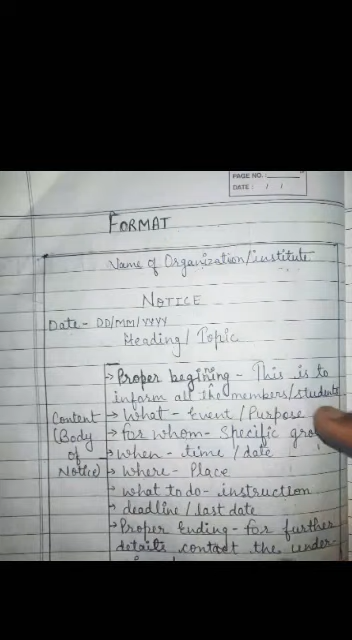 PAGE NO.
DATE: / /
FORMAT
Name of Organization/institute
NOTICE
Date - DD/MM/YYYY
Heading/Topic
→ Proper begining - This is to
inform all the members/students
Content → What - Event/Purpose
(Body → for whom - Specific
of → when - time/date
Notice) → where - Place
→ what to do - instruction
→ deadline/last date
→ Proper Ending - for further
details contact the under-